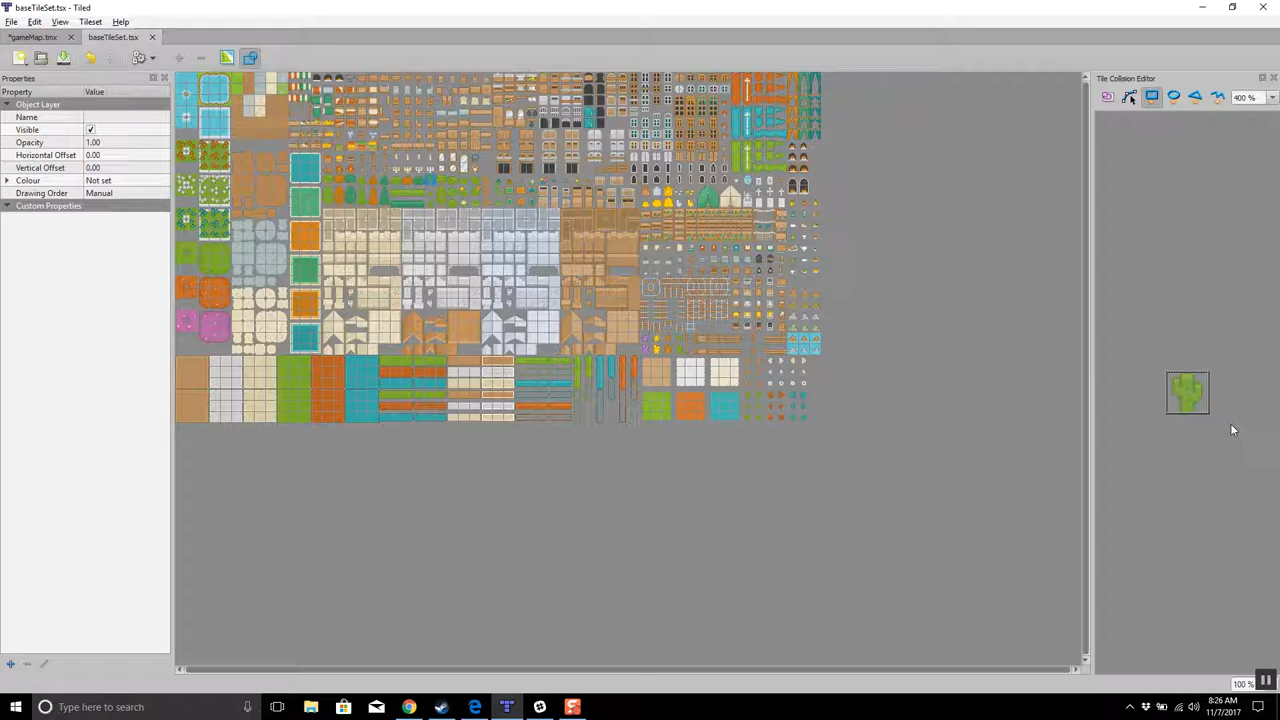 baseTileSet.tsx - Tiled
File Edit View Tileset Help
*gameMap.tmx
baseTileSet.tsx
Properties
Property Value
Object Layer
Name
Visible
Opacity 1.00
Horizontal Offset 0.00
Vertical Offset 0.00
Colour Not set
Drawing Order Manual
Custom Properties
Tile Collision Editor
400 %
100 %
Type here to search
8:26 AM
11/7/2017